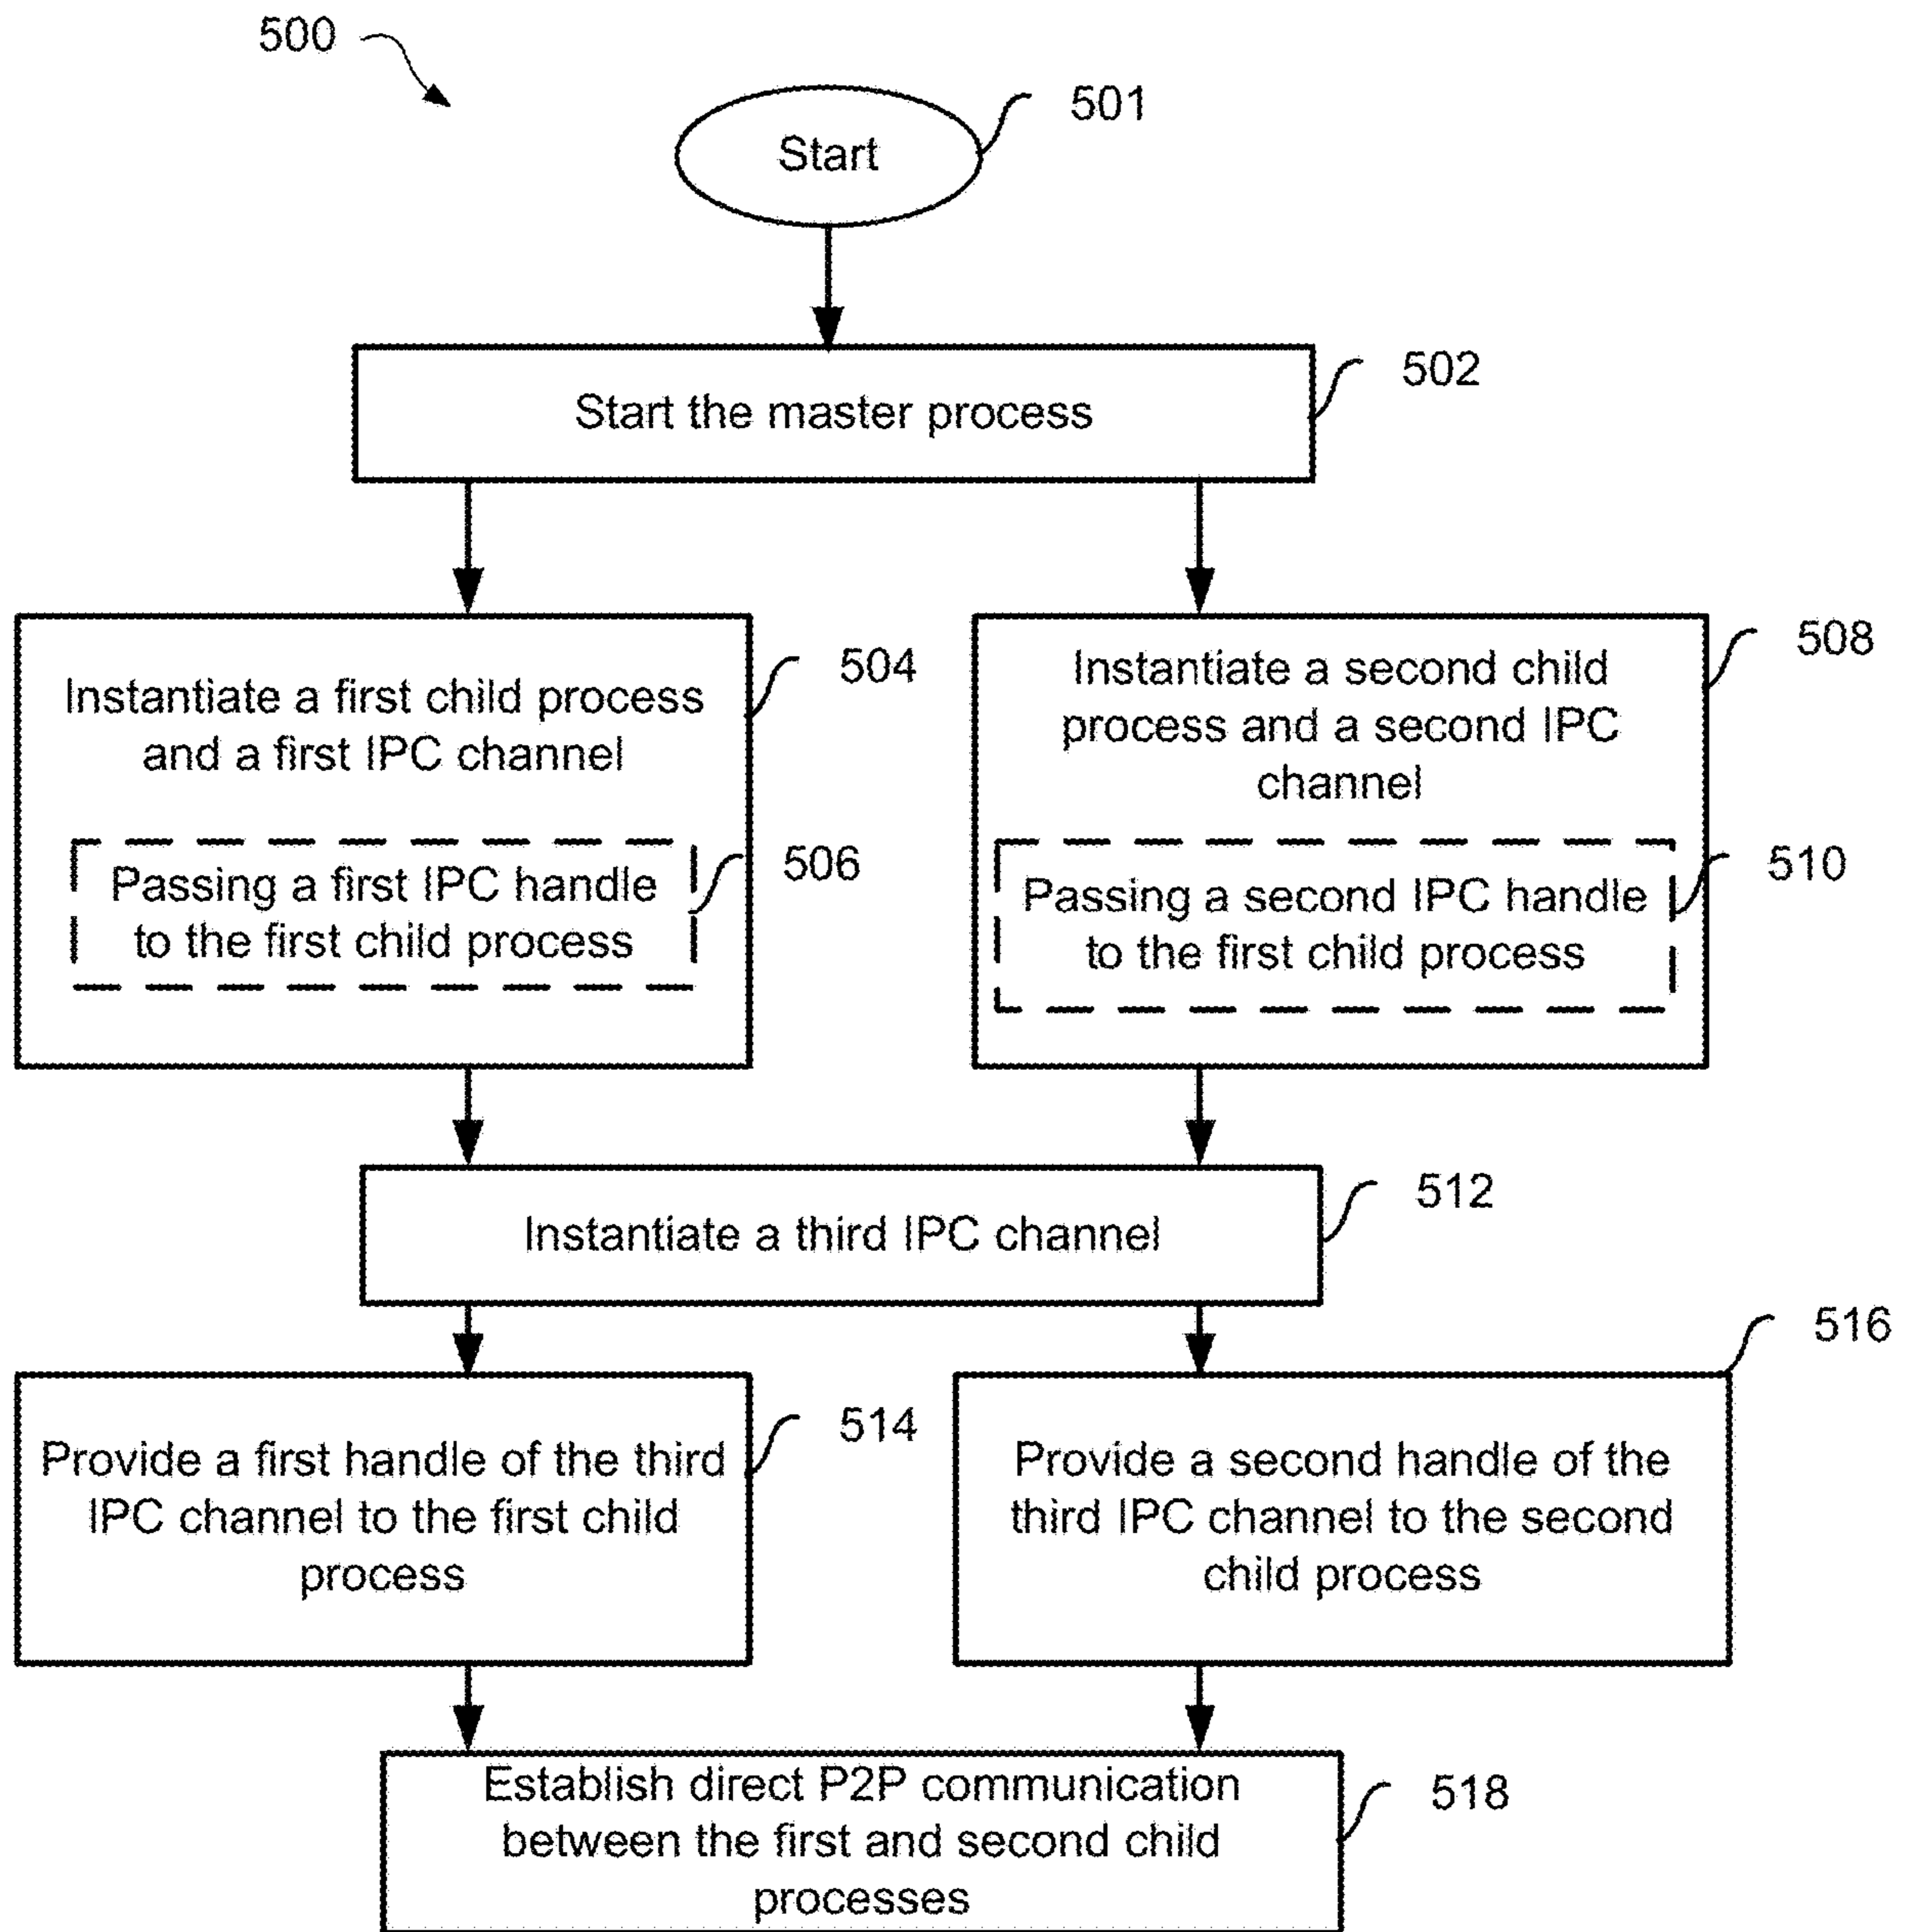 500
501
Start
502
Start the master process
504
Instantiate a first child process
and a first IPC channel
506
Passing a first IPC handle
to the first child process
508
Instantiate a second child
process and a second IPC
channel
510
Passing a second IPC handle
to the first child process
512
Instantiate a third IPC channel
514
Provide a first handle of the third
IPC channel to the first child
process
516
Provide a second handle of the
third IPC channel to the second
child process
518
Establish direct P2P communication
between the first and second child
processes